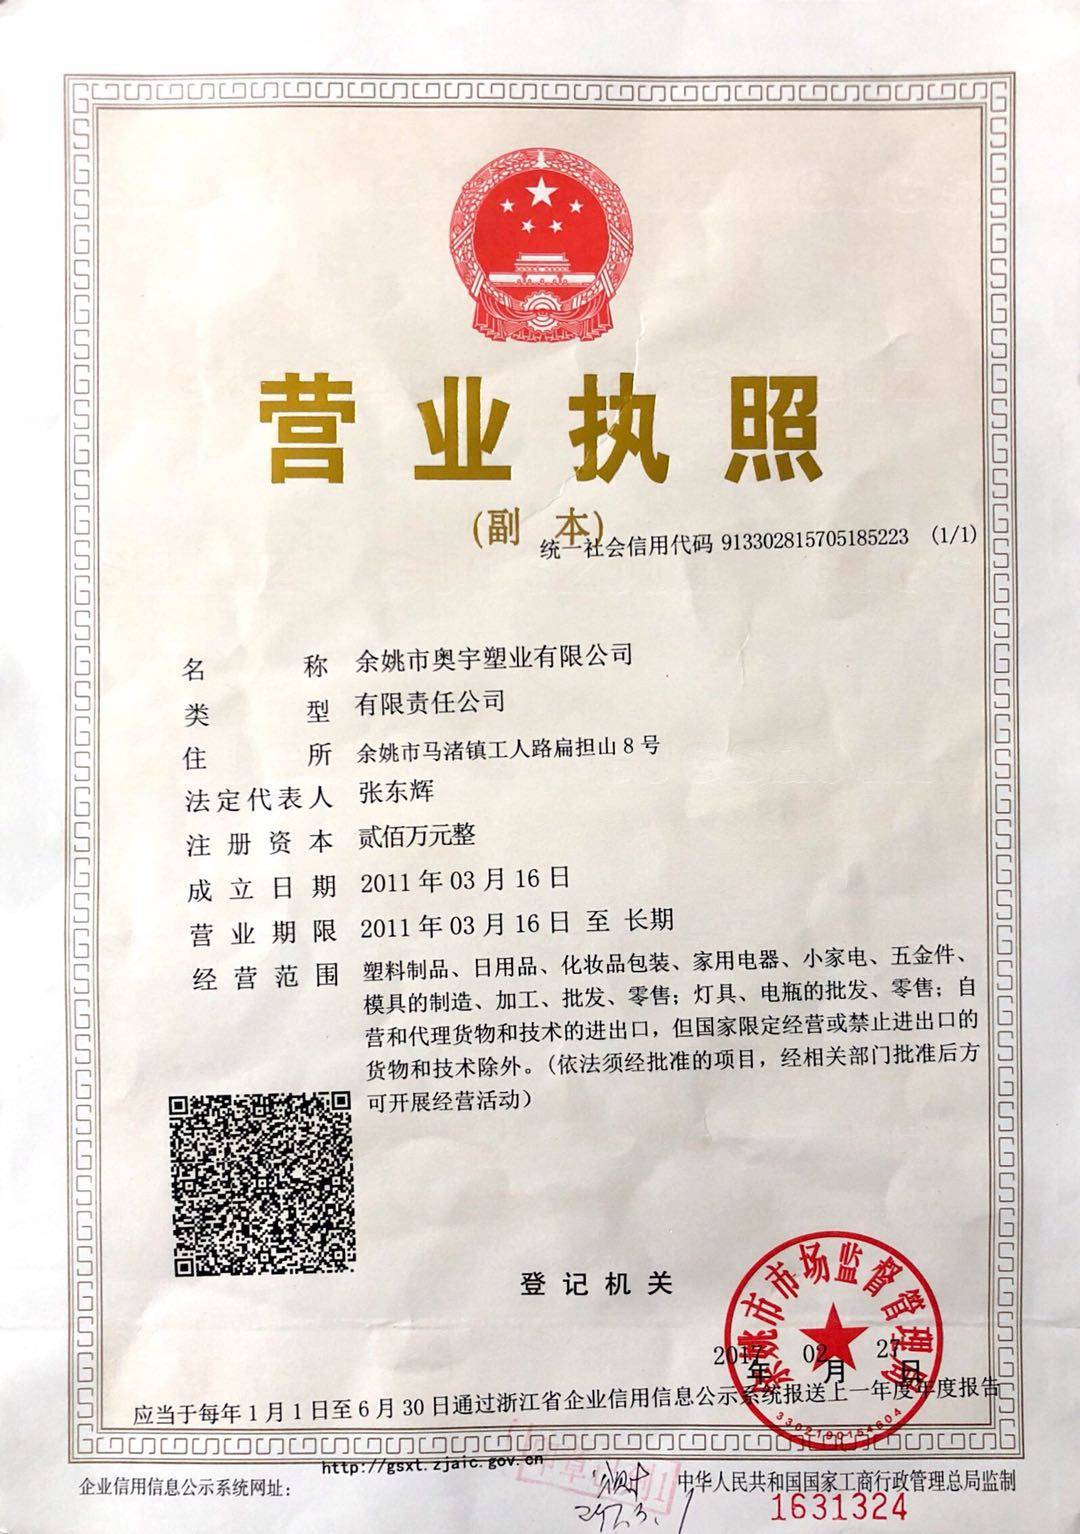 营业执照
(副 本)
统一社会信用代码 913302815705185223 (1/1)
名 称 余姚市奥宇塑业有限公司
类 型 有限责任公司
住 所 余姚市马渚镇工人路扁担山8号
法定代表人 张东辉
注册资本 贰佰万元整
成立日期 2011年03月16日
营业期限 2011年03月16日 至 长期
经营范围 塑料制品、日用品、化妆品包装、家用电器、小家电、五金件、
模具的制造、加工、批发、零售；灯具、电瓶的批发、零售；自
营和代理货物和技术的进出口，但国家限定经营或禁止进出口的
货物和技术除外。(依法须经批准的项目，经相关部门批准后方
可开展经营活动)
登记机关
余姚市市场监督管理局
2017年 02月 27日
3302190154604
应当于每年1月1日至6月30日通过浙江省企业信用信息公示系统报送上一年度年度报告
http://gsxt.zjaic.gov.cn
企业信用信息公示系统网址：
中华人民共和国国家工商行政管理总局监制
1631324